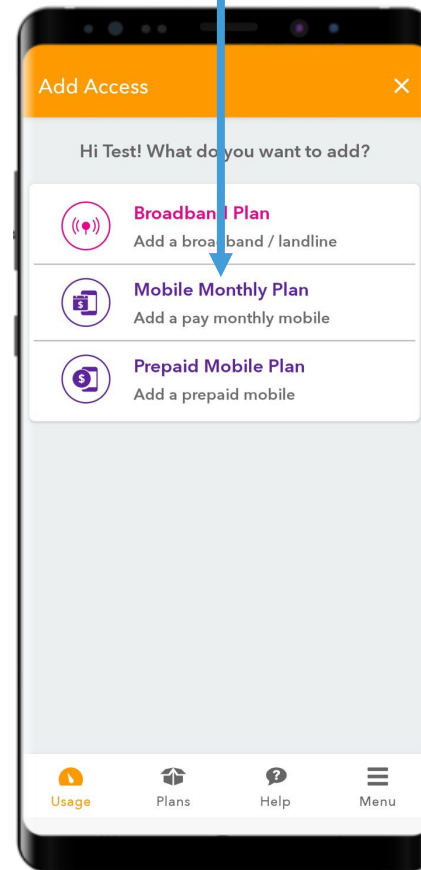 Add Access
Hi Test! What do you want to add?
Broadband Plan
Add a broadband / landline
Mobile Monthly Plan
Add a pay monthly mobile
Prepaid Mobile Plan
Add a prepaid mobile
Usage Plans Help Menu